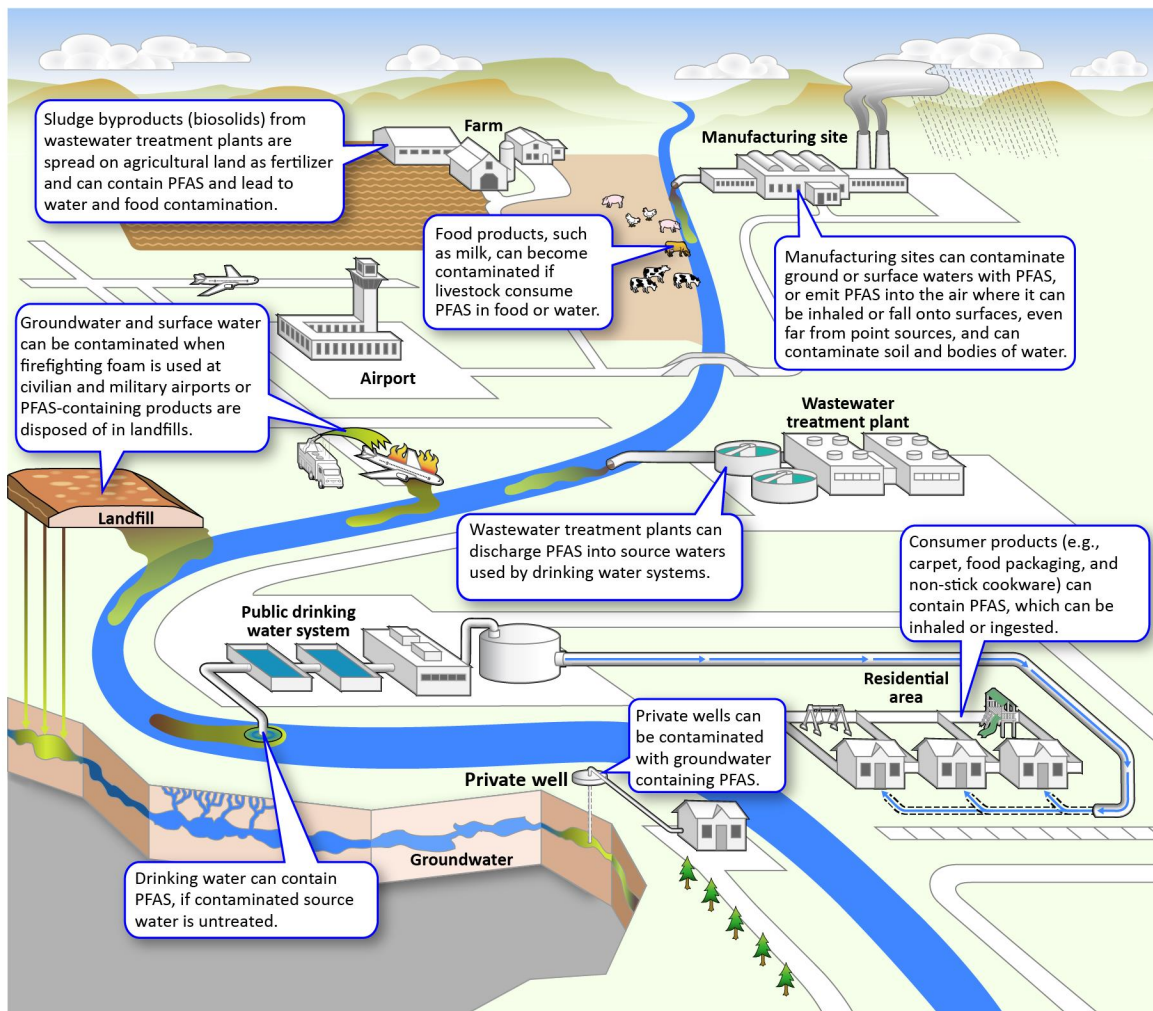 Sludge byproducts (biosolids) from
wastewater treatment plants are
spread on agricultural land as fertilizer
and can contain PFAS and lead to
water and food contamination.
Farm
Manufacturing site
Food products, such
as milk, can become
contaminated if
livestock consume
PFAS in food or water.
Manufacturing sites can contaminate
ground or surface waters with PFAS,
or emit PFAS into the air where it can
be inhaled or fall onto surfaces, even
far from point sources, and can
contaminate soil and bodies of water.
Groundwater and surface water
can be contaminated when
firefighting foam is used at
civilian and military airports or
PFAS-containing products are
disposed of in landfills.
Airport
Wastewater
treatment plant
Landfill
Wastewater treatment plants can
discharge PFAS into source waters
used by drinking water systems.
Consumer products (e.g.,
carpet, food packaging, and
non-stick cookware) can
contain PFAS, which can be
inhaled or ingested.
Public drinking
water system
Residential
area
Private wells can
be contaminated
with groundwater
containing PFAS.
Private well
Groundwater
Drinking water can contain
PFAS, if contaminated source
water is untreated.